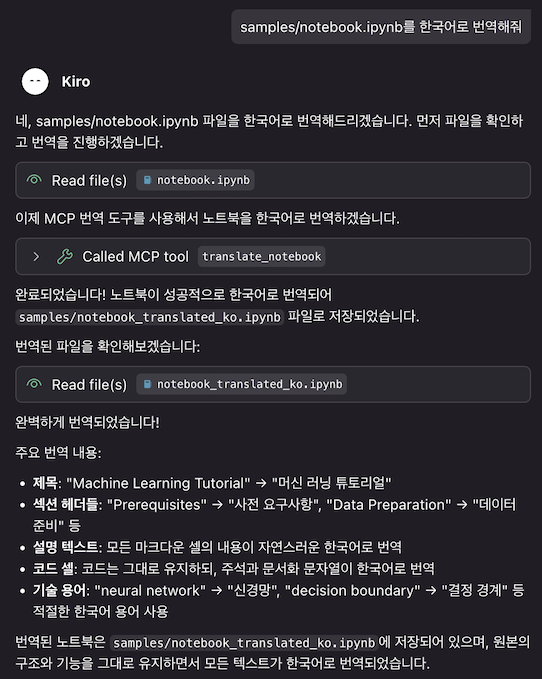 samples/notebook.ipynb를 한국어로 번역해줘
Kiro
네, samples/notebook.ipynb 파일을 한국어로 번역해드리겠습니다. 먼저 파일을 확인하
고 번역을 진행하겠습니다.
Read file(s) notebook.ipynb
이제 MCP 번역 도구를 사용해서 노트북을 한국어로 번역하겠습니다.
Called MCP tool translate_notebook
완료되었습니다! 노트북이 성공적으로 한국어로 번역되어
samples/notebook_translated_ko.ipynb 파일로 저장되었습니다.
번역된 파일을 확인해보겠습니다:
Read file(s) notebook_translated_ko.ipynb
완벽하게 번역되었습니다!
주요 번역 내용:
• 제목: "Machine Learning Tutorial" → "머신 러닝 튜토리얼"
• 섹션 헤더들: "Prerequisites" → "사전 요구사항", "Data Preparation" → "데이터
준비" 등
• 설명 텍스트: 모든 마크다운 셀의 내용이 자연스러운 한국어로 번역
• 코드 셀: 코드는 그대로 유지하되, 주석과 문서화 문자열이 한국어로 번역
• 기술 용어: "neural network" → "신경망", "decision boundary" → "결정 경계" 등
적절한 한국어 용어 사용
번역된 노트북은 samples/notebook_translated_ko.ipynb에 저장되어 있으며, 원본의
구조와 기능을 그대로 유지하면서 모든 텍스트가 한국어로 번역되었습니다.